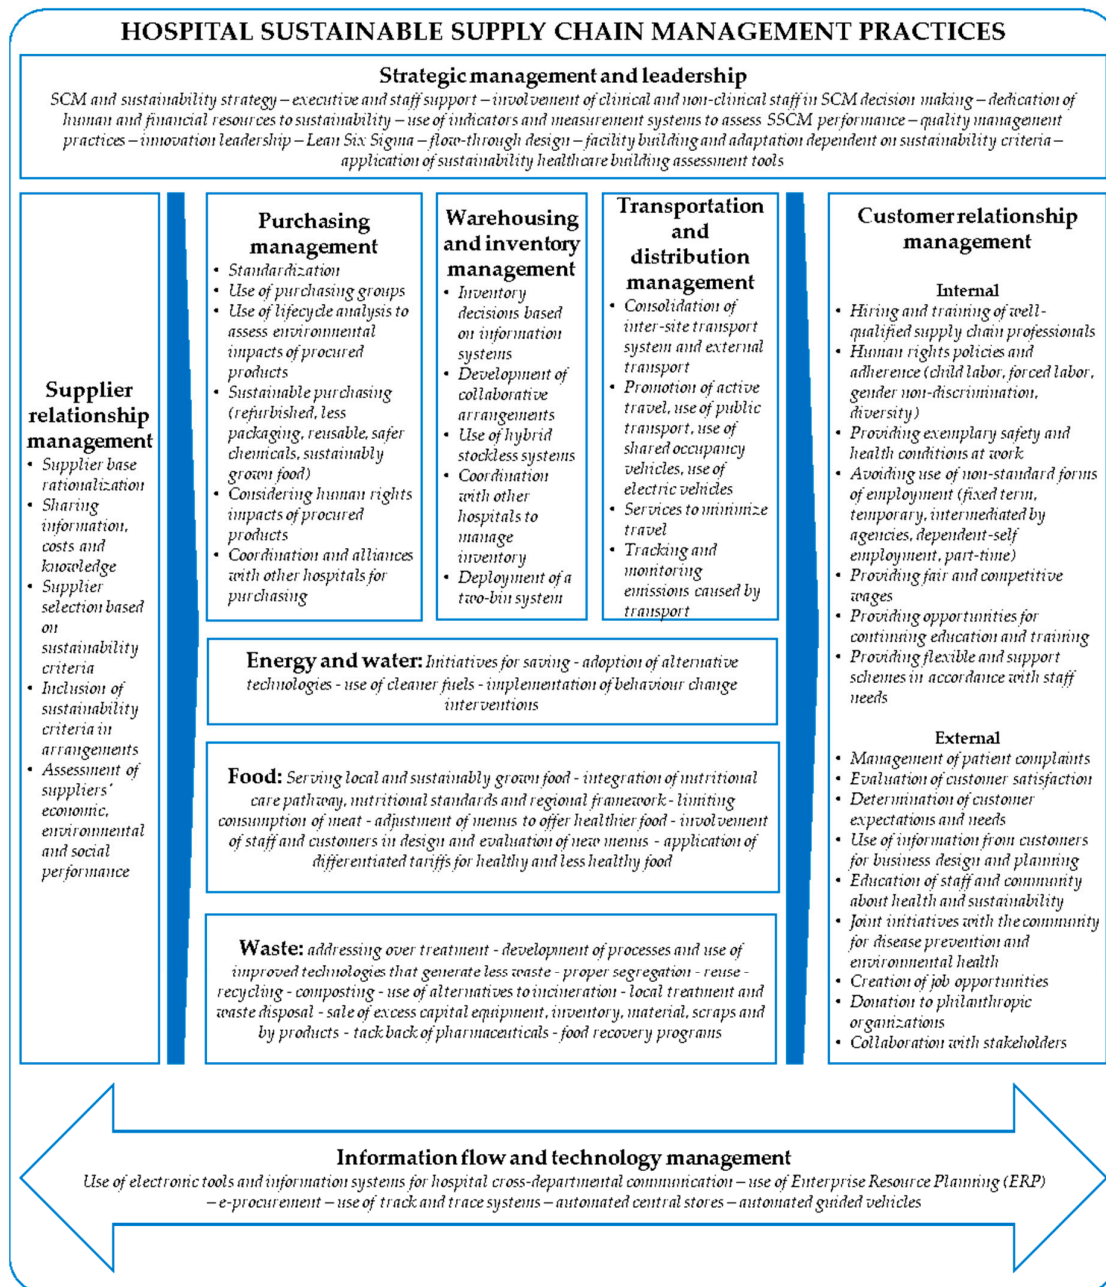 HOSPITAL SUSTAINABLE SUPPLY CHAIN MANAGEMENT PRACTICES
Strategic management and leadership
SCM and sustainability strategy – executive and staff support – involvement of clinical and non-clinical staff in SCM decision making – dedication of
human and financial resources to sustainability – use of indicators and measurement systems to assess SSCM performance – quality management
practices – innovation leadership – Lean Six Sigma – flow-through design – facility building and adaptation dependent on sustainability criteria –
application of sustainability healthcare building assessment tools
Supplier
relationship
management
• Supplier base
rationalization
• Sharing
information,
costs and
knowledge
• Supplier
selection based
on
sustainability
criteria
• Inclusion of
sustainability
criteria in
arrangements
• Assessment of
suppliers´
economic,
environmental
and social
performance
Purchasing
management
• Standardization
• Use of purchasing groups
• Use of lifecycle analysis to
assess environmental
impacts of procured
products
• Sustainable purchasing
(refurbished, less
packaging, reusable, safer
chemicals, sustainably
grown food)
• Considering human rights
impacts of procured
products
• Coordination and alliances
with other hospitals for
purchasing
Warehousing
and inventory
management
• Inventory
decisions based
on information
systems
• Development of
collaborative
arrangements
• Use of hybrid
stockless systems
• Coordination
with other
hospitals to
manage
inventory
• Deployment of a
two-bin system
Transportation
and
distribution
management
• Consolidation of
inter-site transport
system and external
transport
• Promotion of active
travel, use of public
transport, use of
shared occupancy
vehicles, use of
electric vehicles
• Services to minimize
travel
• Tracking and
monitoring
emissions caused by
transport
Energy and water: Initiatives for saving - adoption of alternative
technologies - use of cleaner fuels - implementation of behaviour change
interventions
Food: Serving local and sustainably grown food - integration of nutritional
care pathway, nutritional standards and regional framework - limiting
consumption of meat - adjustment of menus to offer healthier food - involvement
of staff and customers in design and evaluation of new menus - application of
differentiated tariffs for healthy and less healthy food
Waste: addressing over treatment - development of processes and use of
improved technologies that generate less waste - proper segregation - reuse -
recycling - composting - use of alternatives to incineration - local treatment and
waste disposal - sale of excess capital equipment, inventory, material, scraps and
by products - tack back of pharmaceuticals - food recovery programs
Customer relationship
management
Internal
• Hiring and training of well-
qualified supply chain professionals
• Human rights policies and
adherence (child labor, forced labor,
gender non-discrimination,
diversity)
• Providing exemplary safety and
health conditions at work
• Avoiding use of non-standard forms
of employment (fixed term,
temporary, intermediated by
agencies, dependent-self
employment, part-time)
• Providing fair and competitive
wages
• Providing opportunities for
continuing education and training
• Providing flexible and support
schemes in accordance with staff
needs
External
• Management of patient complaints
• Evaluation of customer satisfaction
• Determination of customer
expectations and needs
• Use of information from customers
for business design and planning
• Education of staff and community
about health and sustainability
• Joint initiatives with the community
for disease prevention and
environmental health
• Creation of job opportunities
• Donation to philanthropic
organizations
• Collaboration with stakeholders
Information flow and technology management
Use of electronic tools and information systems for hospital cross-departmental communication – use of Enterprise Resource Planning (ERP)
– e-procurement – use of track and trace systems – automated central stores – automated guided vehicles